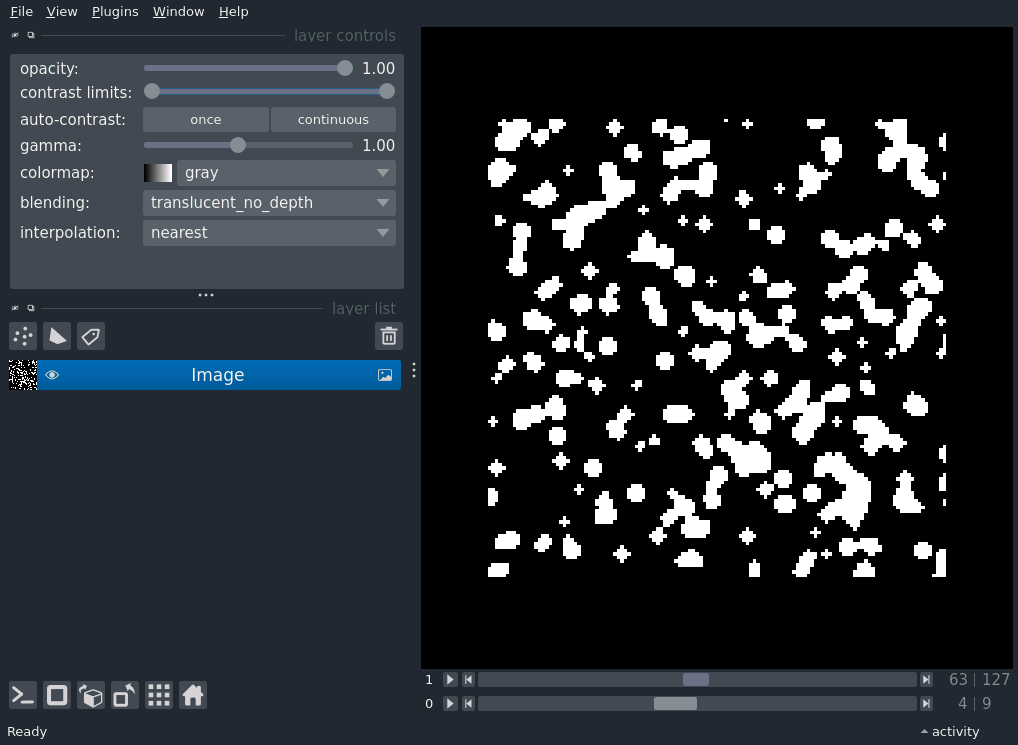 File View Plugins Window Help
layer controls
opacity: 1.00
contrast limits:
auto-contrast: once continuous
gamma: 1.00
colormap: gray
blending: translucent_no_depth
interpolation: nearest
layer list
Image
1 63 | 127
0 4 | 9
Ready activity